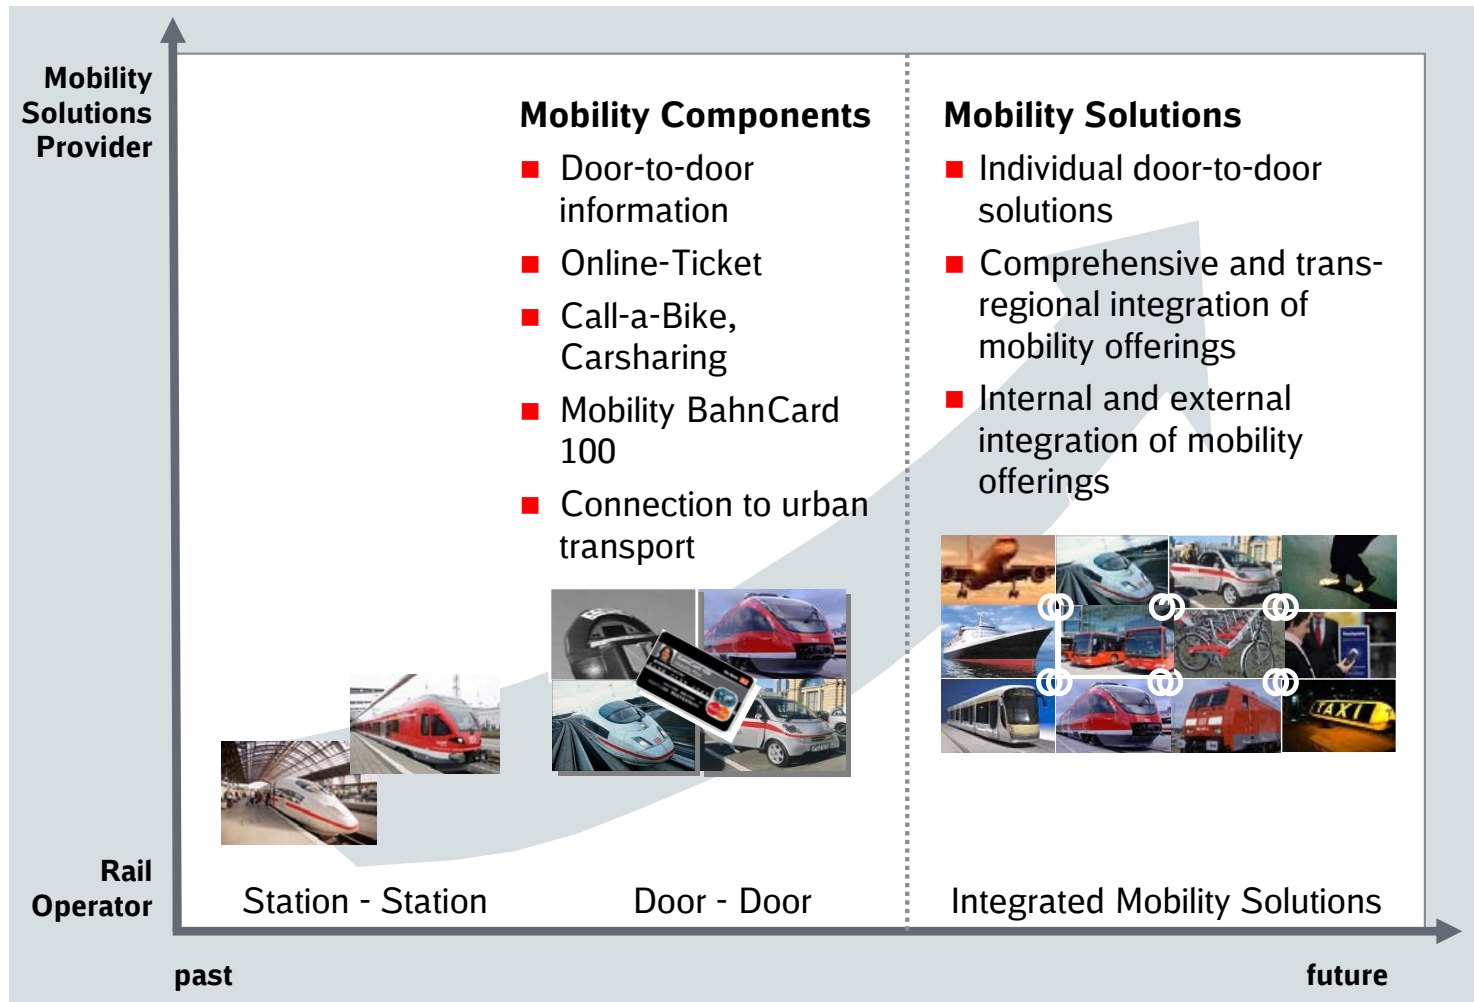 Mobility
Solutions
Provider
Mobility Components
Door-to-door
information
Online-Ticket
Call-a-Bike,
Carsharing
Mobility BahnCard
100
Connection to urban
transport
Mobility Solutions
Individual door-to-door
solutions
Comprehensive and trans-
regional integration of
mobility offerings
Internal and external
integration of mobility
offerings
TAXI
Rail
Operator
Station - Station
Door - Door
Integrated Mobility Solutions
past
future